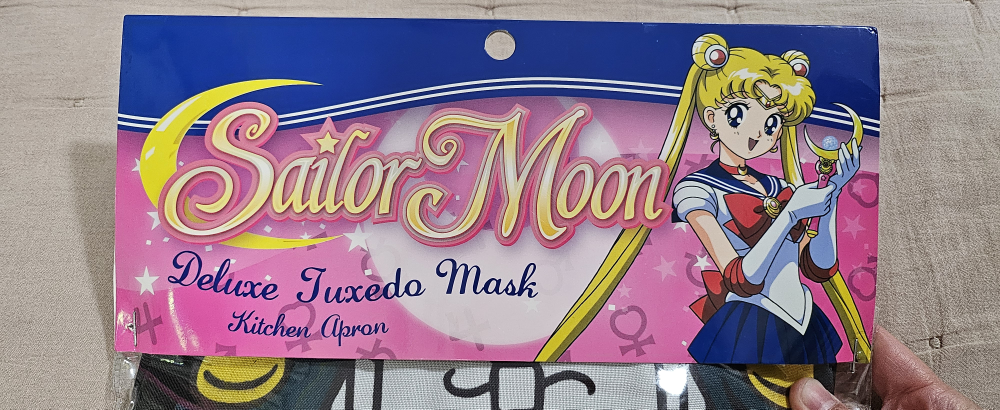 Sailor Moon
Deluxe Tuxedo Mask
Kitchen Apron